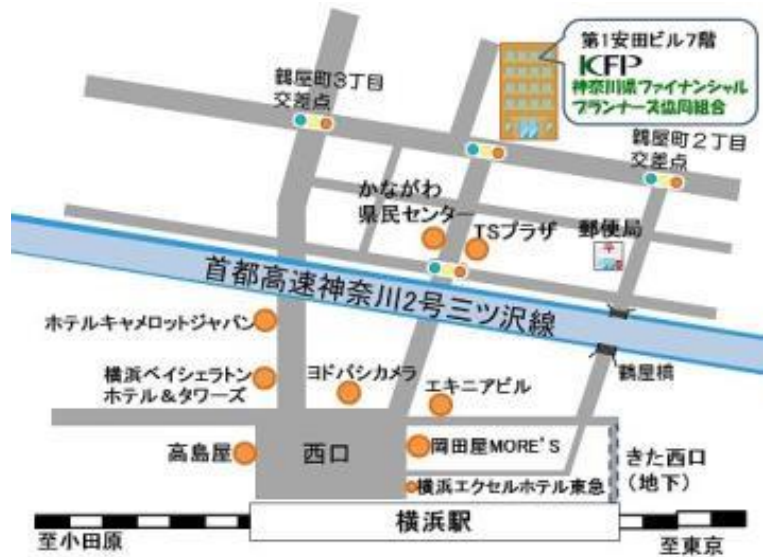 第1安田ビル7階
KFP
神奈川県ファイナンシャル
プランナーズ協同組合
鶴屋町3丁目
交差点
鶴屋町2丁目
交差点
かながわ
県民センター
TSプラザ
郵便局
首都高速神奈川2号三ツ沢線
ホテルキャメロットジャパン
横浜ベイシェラトン
ホテル&タワーズ
ヨドバシカメラ
エキニアビル
鶴屋橋
高島屋
西口
岡田屋MORE'S
きた西口
(地下)
横浜エクセルホテル東急
横浜駅
至小田原
至東京